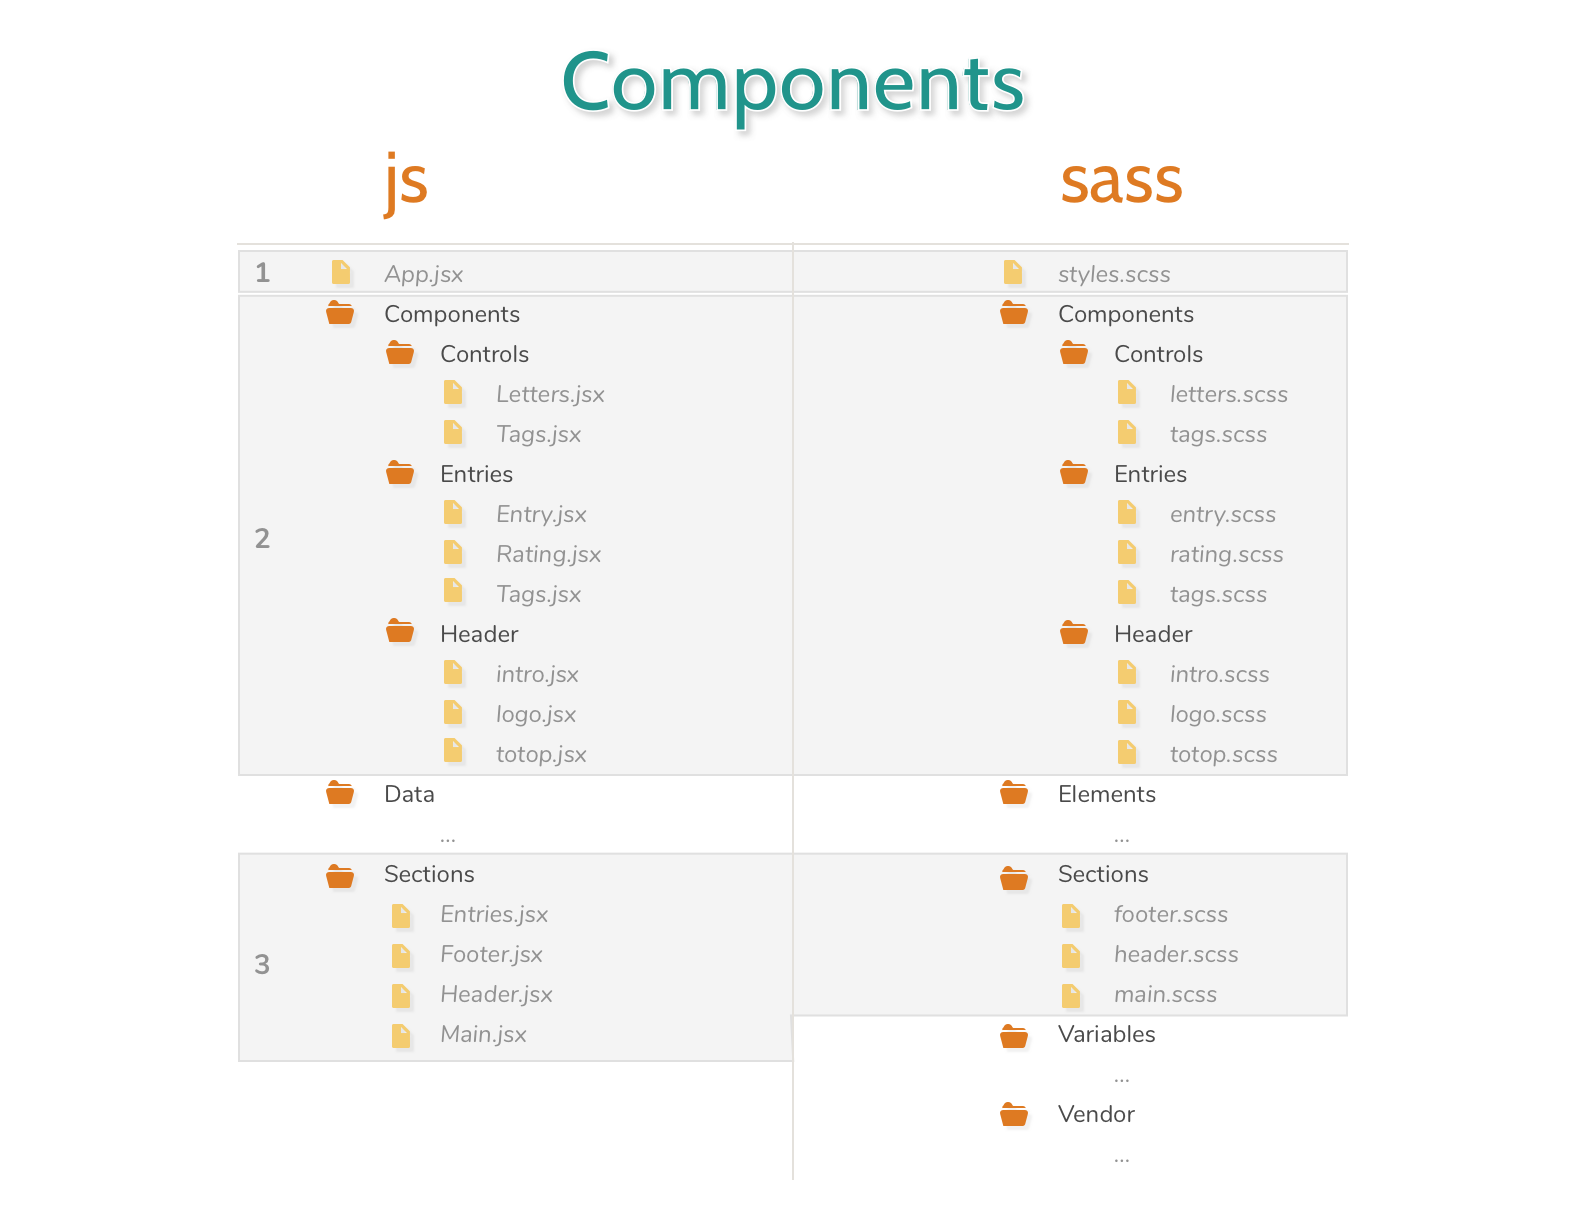 Components
js
sass
1
App.jsx
styles.scss
Components
Components
Controls
Controls
Letters.jsx
letters.scss
Tags.jsx
tags.scss
Entries
Entries
2
Entry.jsx
entry.scss
Rating.jsx
rating.scss
Tags.jsx
tags.scss
Header
Header
intro.jsx
intro.scss
logo.jsx
logo.scss
totop.jsx
totop.scss
Data
Elements
...
...
Sections
Sections
3
Entries.jsx
footer.scss
Footer.jsx
header.scss
Header.jsx
main.scss
Main.jsx
Variables
...
Vendor
...